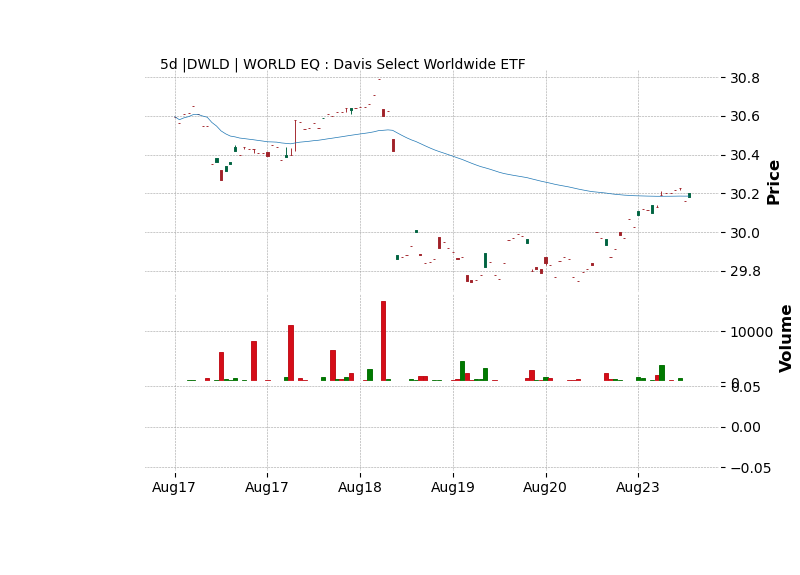 5d |DWLD | WORLD EQ : Davis Select Worldwide ETF
30.8
30.6
30.4
30.2
30.0
29.8
Price
10000
0
Volume
0.05
0.00
−0.05
Aug17 Aug17 Aug18 Aug19 Aug20 Aug23